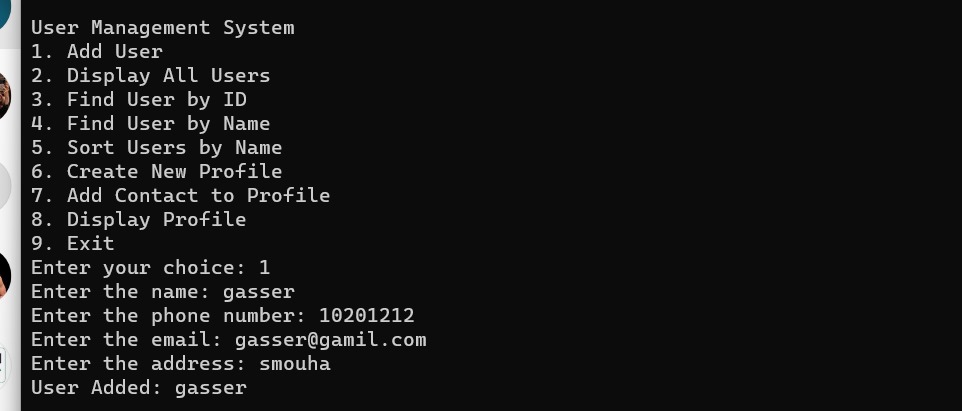 User Management System
1. Add User
2. Display All Users
3. Find User by ID
4. Find User by Name
5. Sort Users by Name
6. Create New Profile
7. Add Contact to Profile
8. Display Profile
9. Exit
Enter your choice: 1
Enter the name: gasser
Enter the phone number: 10201212
Enter the email: gasser@gamil.com
Enter the address: smouha
User Added: gasser